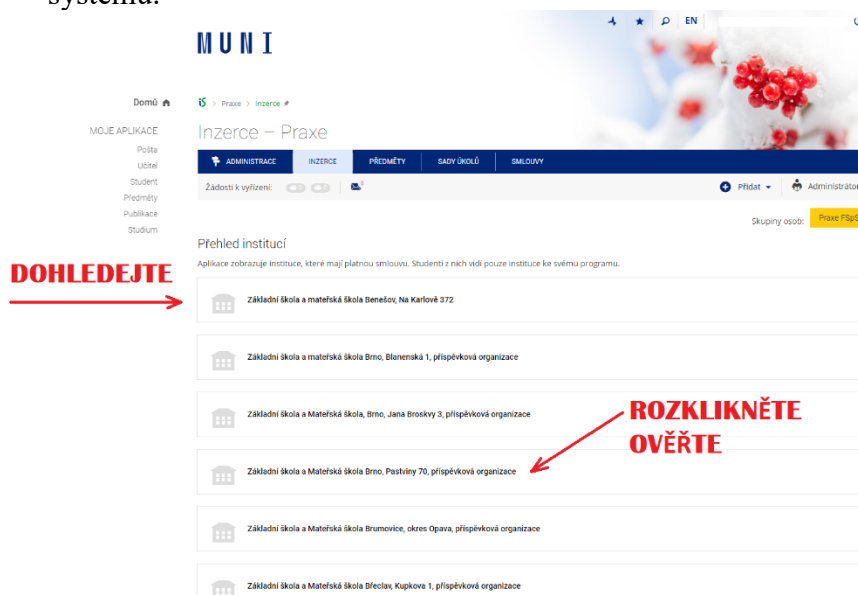 systému.
MUNI
EN
Domů
iS > Praxe > Inzerce
MOJE APLIKACE
Inzerce – Praxe
Pošta
Učitel
Student
Předměty
Publikace
Studium
ADMINISTRACE INZERCE PŘEDMĚTY SADY ÚKOLŮ SMLOUVY
Žádosti k vyřízení:
Přidat
Administrátor
Skupiny osob: Praxe FSpS
Přehled institucí
Aplikace zobrazuje instituce, které mají platnou smlouvu. Studenti z nich vidí pouze instituce ke svému programu.
DOHLEDEJTE
Základní škola a mateřská škola Benešov, Na Karlově 372
Základní škola a mateřská škola Brno, Blanenská 1, příspěvková organizace
Základní škola a Mateřská škola, Brno, Jana Broskvy 3, příspěvková organizace
ROZKLIKNĚTE
OVĚŘTE
Základní škola a Mateřská škola Brno, Pastviny 70, příspěvková organizace
Základní škola a Mateřská škola Brumovice, okres Opava, příspěvková organizace
Základní škola a Mateřská škola Břeclav, Kupkova 1, příspěvková organizace